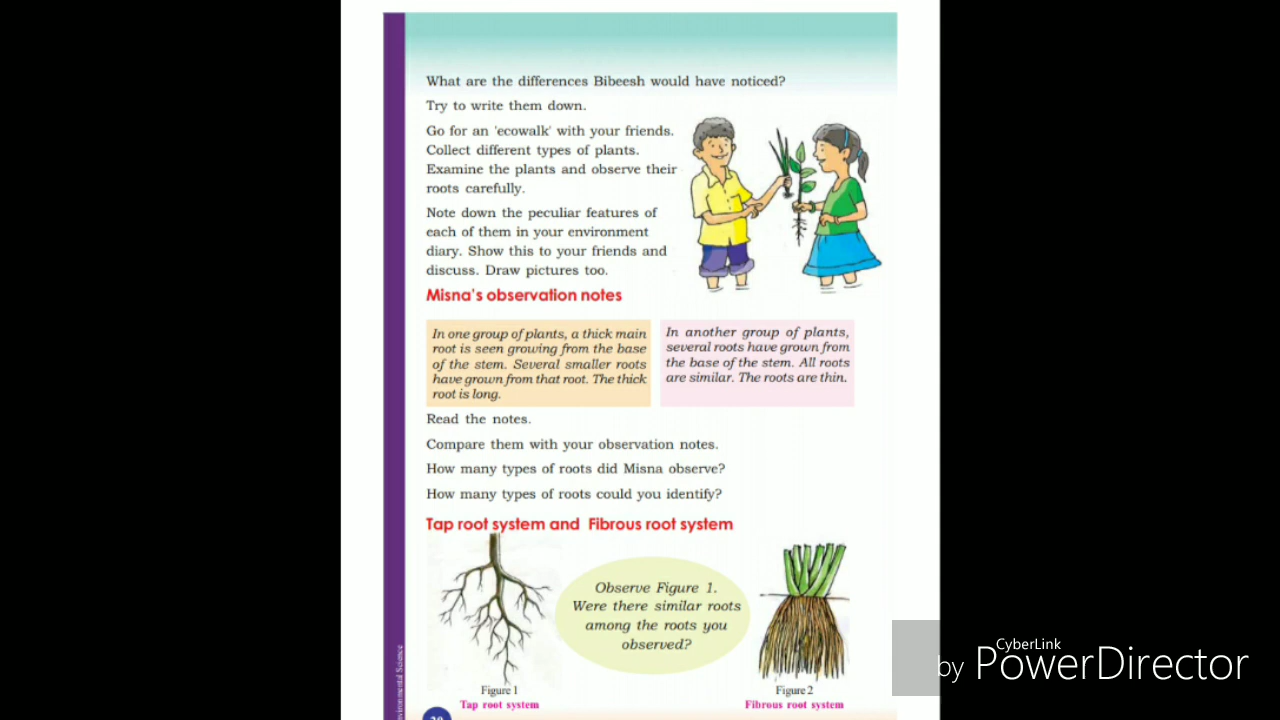 What are the differences Bibeesh would have noticed?
Try to write them down.
Go for an 'ecowalk' with your friends.
Collect different types of plants.
Examine the plants and observe their
roots carefully.
Note down the peculiar features of
each of them in your environment
diary. Show this to your friends and
discuss. Draw pictures too.
Misna's observation notes
In one group of plants, a thick main
root is seen growing from the base
of the stem. Several smaller roots
have grown from that root. The thick
root is long.
In another group of plants,
several roots have grown from
the base of the stem. All roots
are similar. The roots are thin.
Read the notes.
Compare them with your observation notes.
How many types of roots did Misna observe?
How many types of roots could you identify?
Tap root system and Fibrous root system
Observe Figure 1.
Were there similar roots
among the roots you
observed?
Figure 1
Tap root system
Figure 2
Fibrous root system
Science
by CyberLink PowerDirector